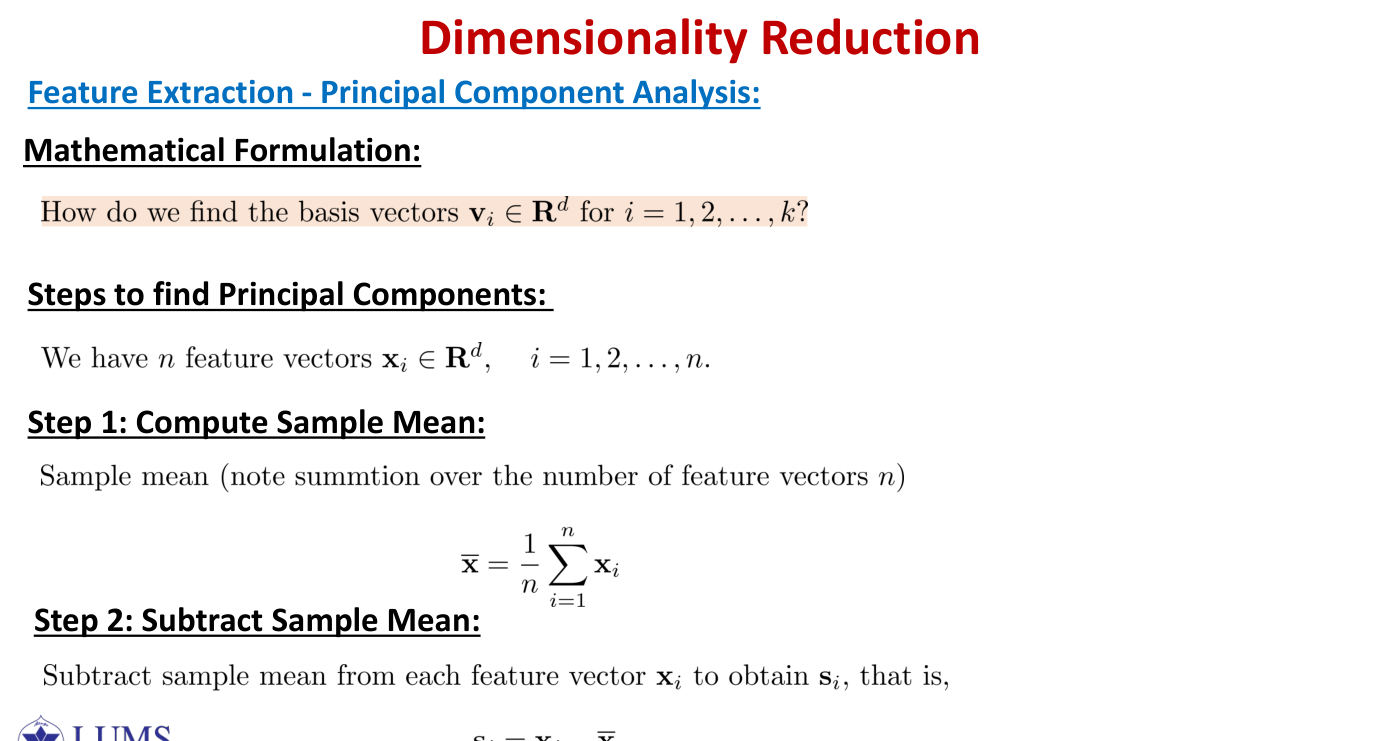 Dimensionality Reduction
Feature Extraction - Principal Component Analysis:
Mathematical Formulation:
How do we find the basis vectors v_i ∈ R^d for i = 1, 2, . . . , k?
Steps to find Principal Components:
We have n feature vectors x_i ∈ R^d, i = 1, 2, . . . , n.
Step 1: Compute Sample Mean:
Sample mean (note summtion over the number of feature vectors n)
x̅ = 1/n ∑_{i=1}^{n} x_i
Step 2: Subtract Sample Mean:
Subtract sample mean from each feature vector x_i to obtain s_i, that is,
LUMS